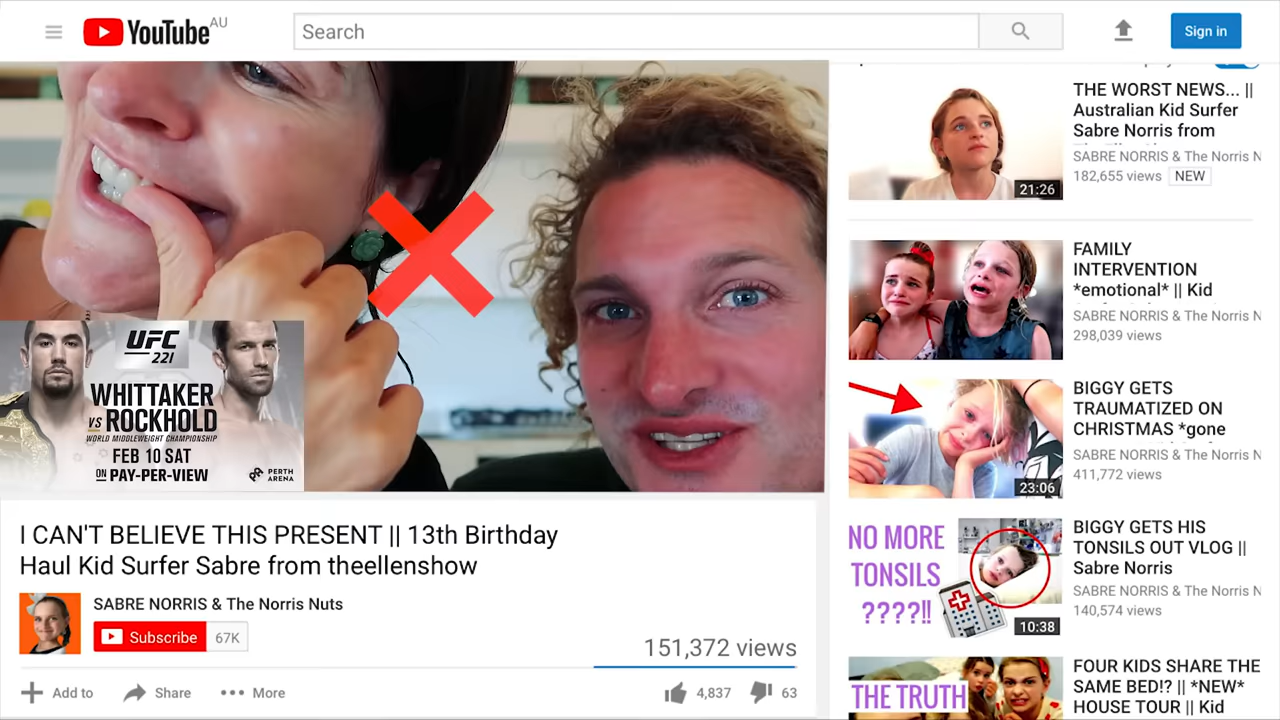 YouTube AU
Search
Sign in
UFC
221
WHITTAKER
VS ROCKHOLD
WORLD MIDDLEWEIGHT CHAMPIONSHIP
FEB 10 SAT
ON PAY-PER-VIEW
PERTH
ARENA
I CAN'T BELIEVE THIS PRESENT || 13th Birthday
Haul Kid Surfer Sabre from theellenshow
SABRE NORRIS & The Norris Nuts
Subscribe 67K
151,372 views
Add to Share More 4,837 63
THE WORST NEWS... ||
Australian Kid Surfer
Sabre Norris from
SABRE NORRIS & The Norris N
182,655 views NEW
21:26
FAMILY
INTERVENTION
*emotional* || Kid
SABRE NORRIS & The Norris N
298,039 views
BIGGY GETS
TRAUMATIZED ON
CHRISTMAS *gone
SABRE NORRIS & The Norris N
411,772 views
23:06
NO MORE
TONSILS
????!!
10:38
BIGGY GETS HIS
TONSILS OUT VLOG ||
Sabre Norris
SABRE NORRIS & The Norris N
140,574 views
THE TRUTH
FOUR KIDS SHARE THE
SAME BED!? || *NEW*
HOUSE TOUR || Kid